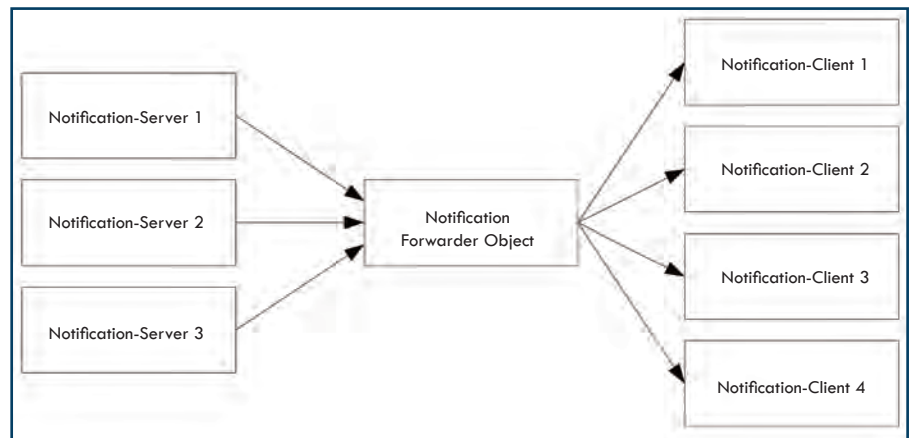 Notification-Server 1
Notification-Server 2
Notification-Server 3
Notification
Forwarder Object
Notification-Client 1
Notification-Client 2
Notification-Client 3
Notification-Client 4